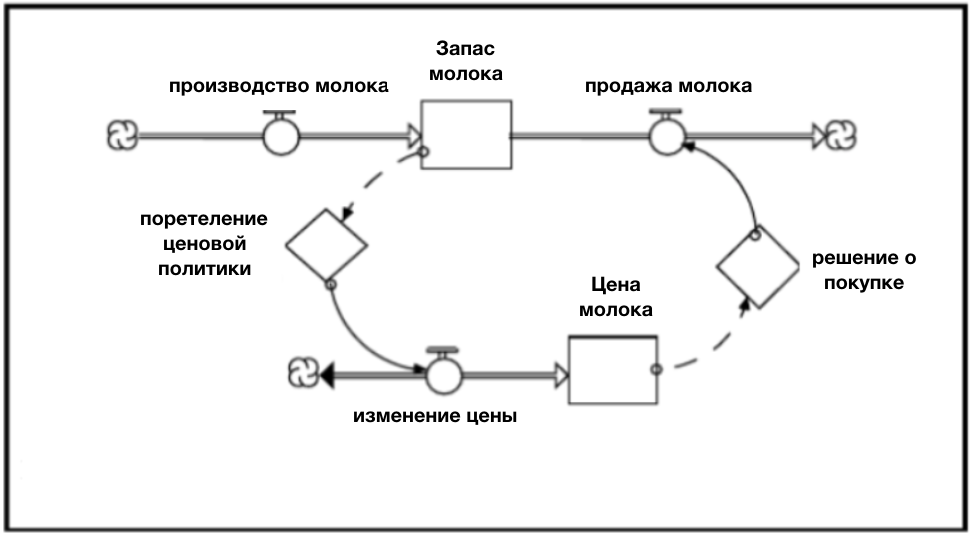 Запас
молока
производство молока
продажа молока
поретеление
ценовой
политики
решение о
покупке
Цена
молока
изменение цены